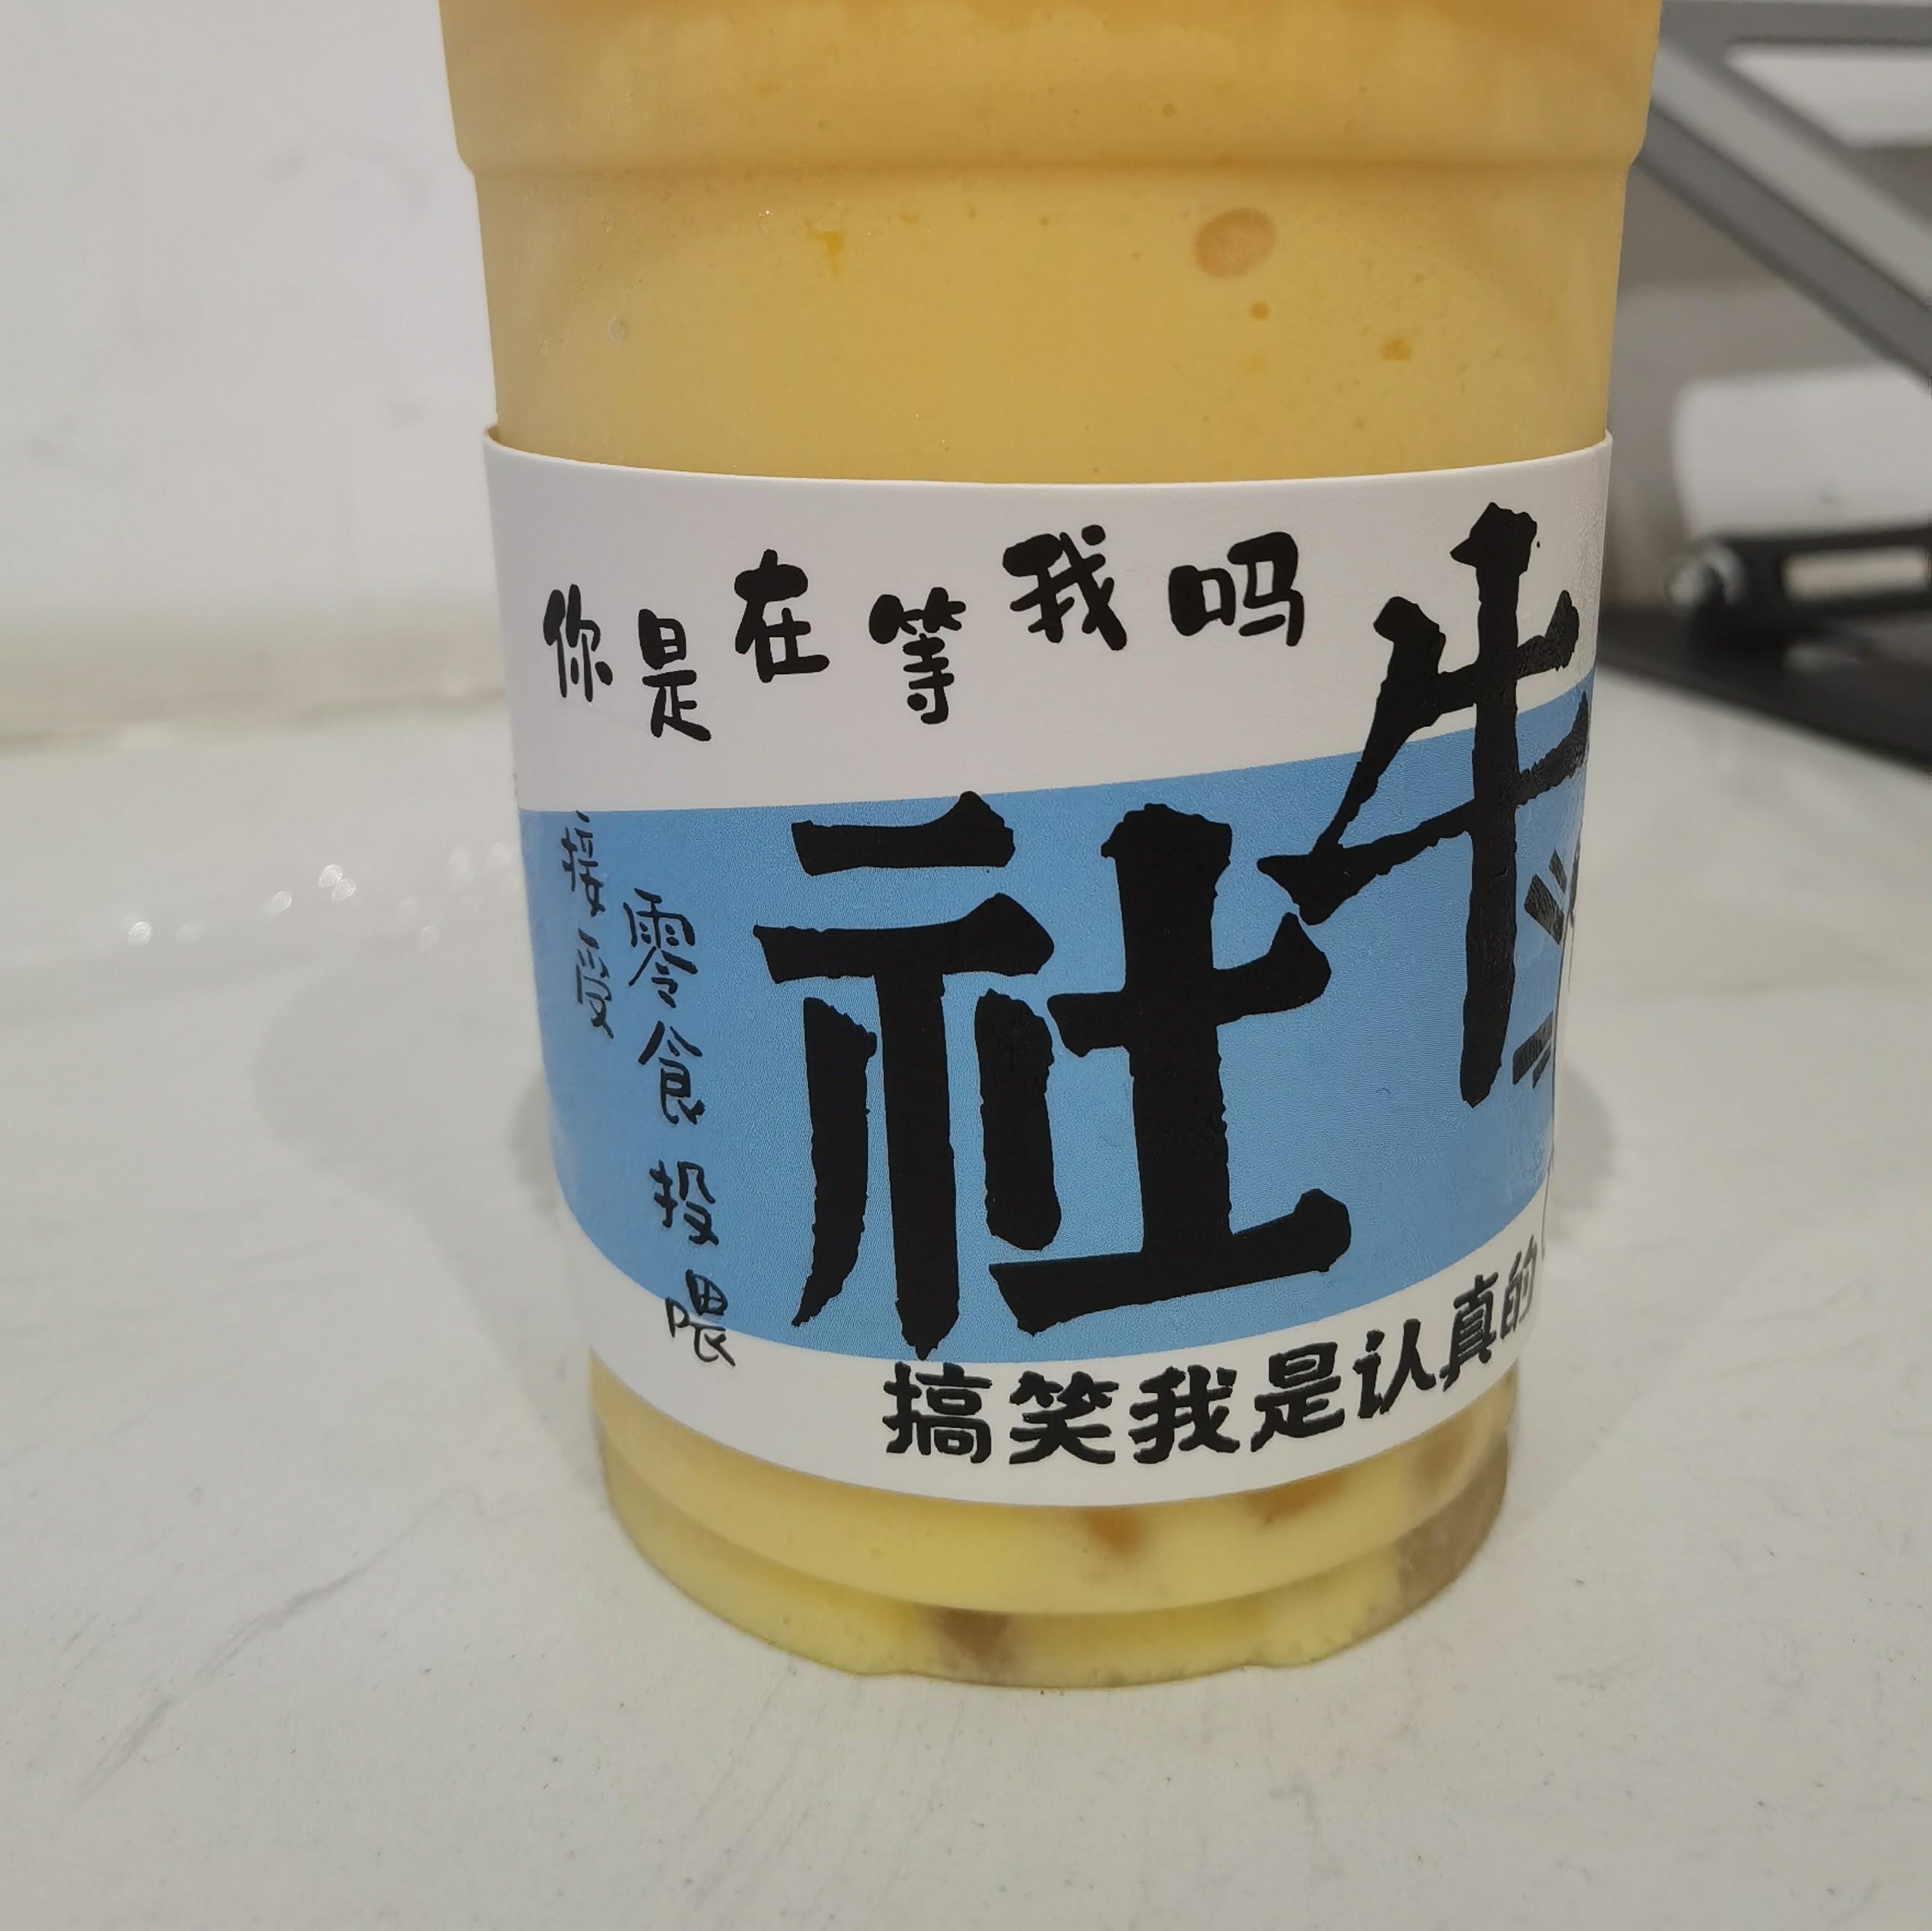 你是在等我吗
社牛
接受
零食投喂
搞笑我是认真的